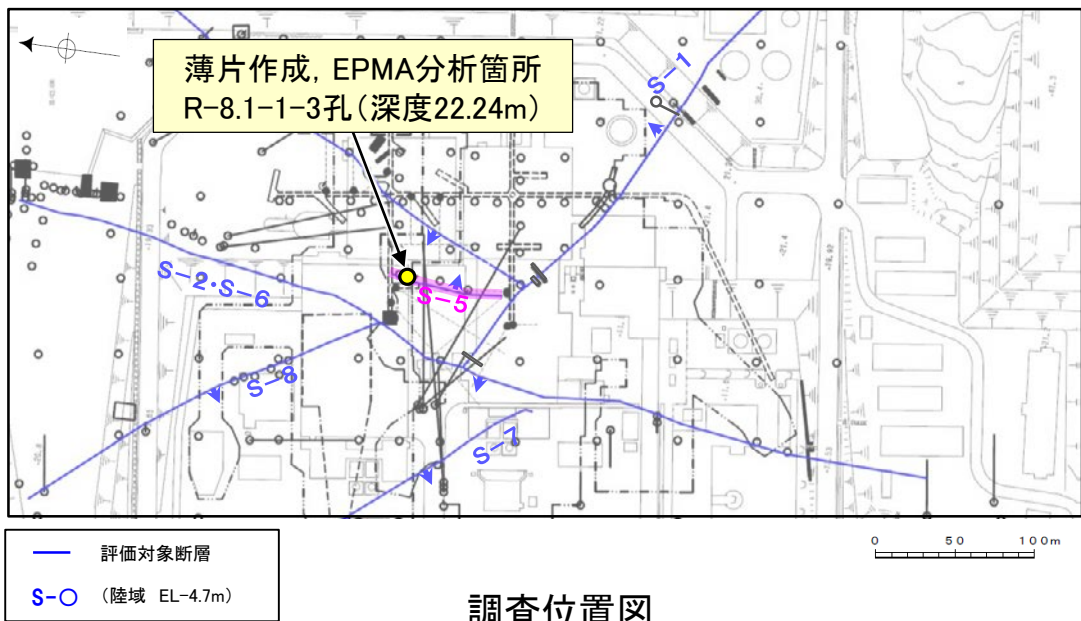 薄片作成，EPMA分析箇所
R-8.1-1-3孔(深度22.24m)
S-1
S-2・S-6
S-5
S-8
S-7
評価対象断層
S-○ (陸域 EL-4.7m)
0 50 100m
調査位置図